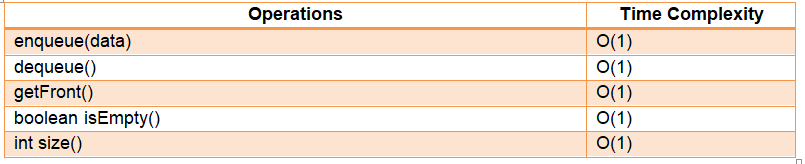 Operations Time Complexity
enqueue(data) O(1)
dequeue() O(1)
getFront() O(1)
boolean isEmpty() O(1)
int size() O(1)